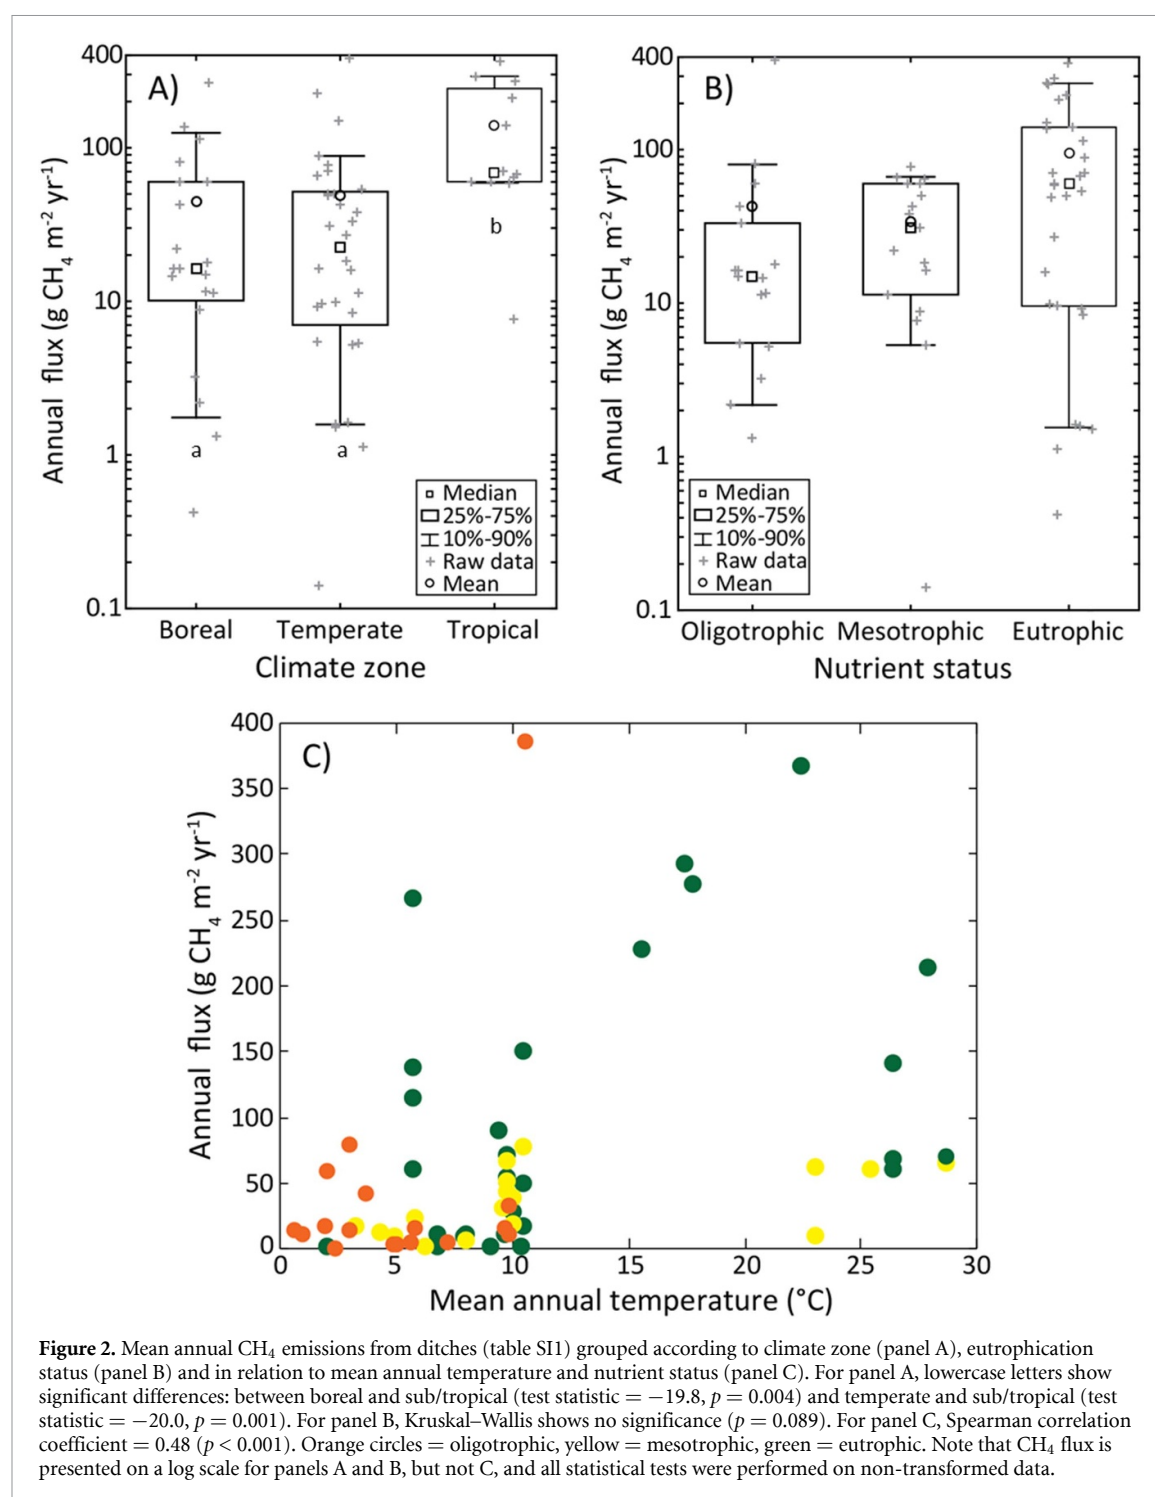 A)
400
100
10
1
0.1
Annual flux (g CH4 m-2 yr-1)
a
a
b
Median
25%-75%
10%-90%
Raw data
Mean
Boreal Temperate Tropical
Climate zone
B)
400
100
10
1
0.1
Annual flux (g CH4 m-2 yr-1)
Median
25%-75%
10%-90%
Raw data
Mean
Oligotrophic Mesotrophic Eutrophic
Nutrient status
C)
400
350
300
250
200
150
100
50
0
Annual flux (g CH4 m-2 yr-1)
0 5 10 15 20 25 30
Mean annual temperature (°C)
Figure 2. Mean annual CH4 emissions from ditches (table SI1) grouped according to climate zone (panel A), eutrophication
status (panel B) and in relation to mean annual temperature and nutrient status (panel C). For panel A, lowercase letters show
significant differences: between boreal and sub/tropical (test statistic = −19.8, p = 0.004) and temperate and sub/tropical (test
statistic = −20.0, p = 0.001). For panel B, Kruskal–Wallis shows no significance (p = 0.089). For panel C, Spearman correlation
coefficient = 0.48 (p < 0.001). Orange circles = oligotrophic, yellow = mesotrophic, green = eutrophic. Note that CH4 flux is
presented on a log scale for panels A and B, but not C, and all statistical tests were performed on non-transformed data.